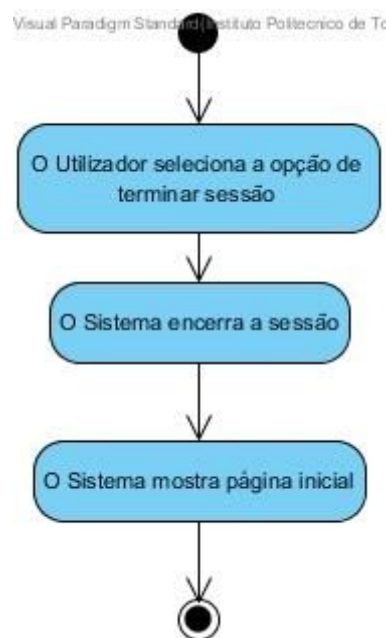 Visual Paradigm Standard(Instituto Politecnico de To
O Utilizador seleciona a opção de
terminar sessão
O Sistema encerra a sessão
O Sistema mostra página inicial